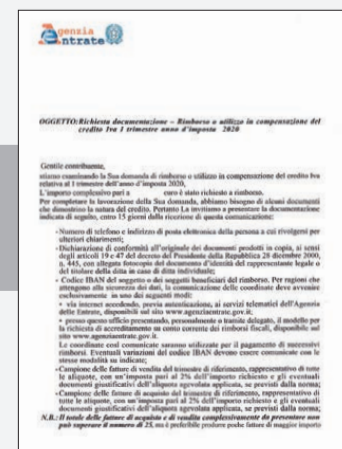 genzia
ntrate
OGGETTO: Richiesta documentazione – Rimborso o utilizzo in compensazione del
credito Iva 1 trimestre anno d'imposta 2020
Gentile contribuente,
stiamo esaminando la Sua domanda di rimborso o utilizzo in compensazione del credito Iva
relativa al 1 trimestre dell'anno d'imposta 2020,
L'importo complessivo pari a euro è stato richiesto a rimborso.
Per completare la lavorazione della Sua domanda, abbiamo bisogno di alcuni documenti
che dimostrino la natura del credito. Pertanto La invitiamo a presentare la documentazione
indicata di seguito, entro 15 giorni dalla ricezione di questa comunicazione:
- Numero di telefono e indirizzo di posta elettronica della persona a cui rivolgersi per
ulteriori chiarimenti;
- Dichiarazione di conformità all'originale dei documenti prodotti in copia, ai sensi
degli articoli 19 e 47 del decreto del Presidente della Repubblica 28 dicembre 2000,
n. 445, con allegata fotocopia del documento d'identità del rappresentante legale o
del titolare della ditta in caso di ditta individuale;
- Codice IBAN del soggetto o dei soggetti beneficiari del rimborso. Per ragioni che
attengono alla sicurezza dei dati, la comunicazione delle coordinate deve avvenire
esclusivamente in uno dei seguenti modi:
• via internet accedendo, previa autenticazione, ai servizi telematici dell'Agenzia
delle Entrate, disponibili sul sito www.agenziaentrate.gov.it.
• presso questo ufficio presentando, personalmente o tramite delegato, il modello per
la richiesta di accreditamento su conto corrente dei rimborsi fiscali, disponibile sul
sito www.agenziaentrate.gov.it.
Le coordinate così comunicate saranno utilizzate per il pagamento di successivi
rimborsi. Eventuali variazioni del codice IBAN devono essere comunicate con le
stesse modalità su indicate;
- Campione delle fatture di vendita del trimestre di riferimento, rappresentativo di tutte
le aliquote, con un'imposta pari al 2% dell'importo richiesto e gli eventuali
documenti giustificativi dell'aliquota agevolata applicata, se previsti dalla norma;
- Campione delle fatture di acquisto del trimestre di riferimento, rappresentativo di
tutte le aliquote, con un'imposta pari al 2% dell'importo richiesto e gli eventuali
documenti giustificativi dell'aliquota agevolata applicata, se previsti dalla norma;
N.B.: Il totale delle fatture di acquisto e di vendita complessivamente da presentare non
può superare il numero di 25, ma è preferibile produrre poche fatture di maggiore importo